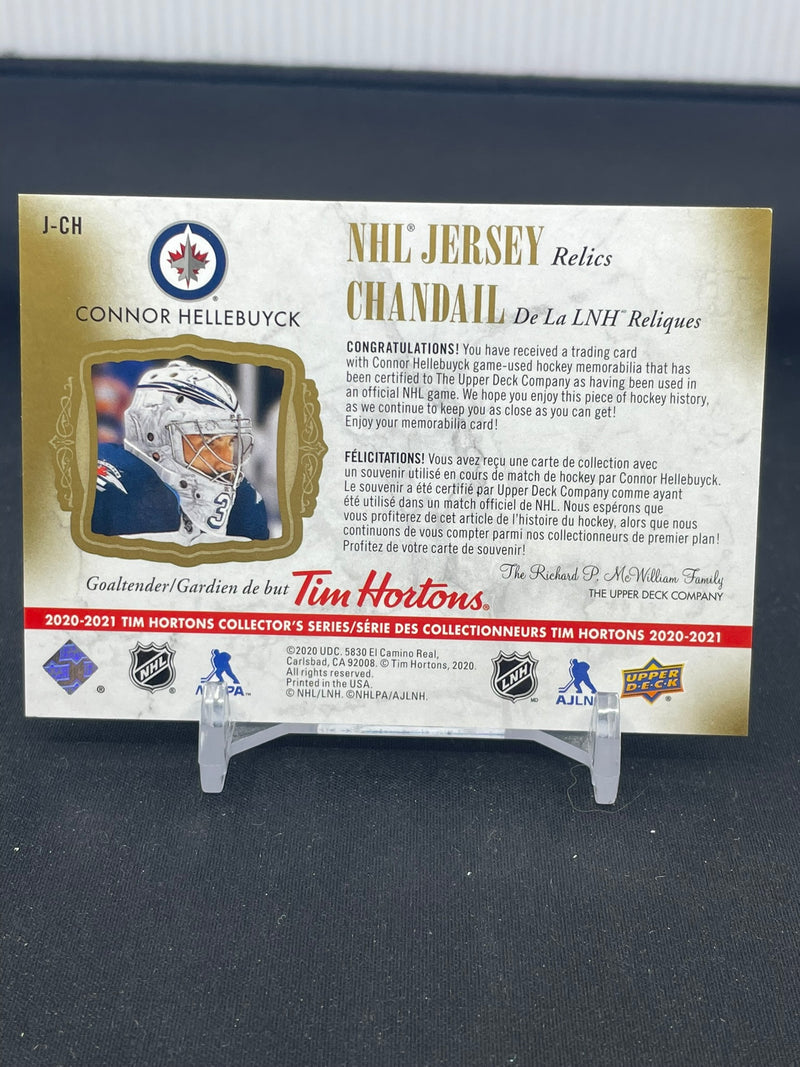 J-CH
CONNOR HELLEBUYCK
NHL® JERSEY Relics
CHANDAIL De La LNH™ Reliques
CONGRATULATIONS! You have received a trading card
with Connor Hellebuyck game-used hockey memorabilia that has
been certified to The Upper Deck Company as having been used in
an official NHL game. We hope you enjoy this piece of hockey history,
as we continue to keep you as close as you can get!
Enjoy your memorabilia card!
FÉLICITATIONS! Vous avez reçu une carte de collection avec
un souvenir utilisé en cours de match de hockey par Connor Hellebuyck.
Le souvenir a été certifié par Upper Deck Company comme ayant
été utilisé dans un match officiel de NHL. Nous espérons que
vous profiterez de cet article de l'histoire du hockey, alors que nous
continuons de vous compter parmi nos collectionneurs de premier plan!
Profitez de votre carte de souvenir!
The Richard P. McWilliam Family
THE UPPER DECK COMPANY
3
Goaltender/Gardien de but
Tim Hortons®
2020-2021 TIM HORTONS COLLECTOR'S SERIES/SÉRIE DES COLLECTIONNEURS TIM HORTONS 2020-2021
NHL ®
©2020 UDC. 5830 El Camino Real,
Carlsbad, CA 92008. © Tim Hortons, 2020.
All rights reserved.
Printed in the USA.
© NHL/LNH. ©NHLPA/AJLNH.
LNH MD
UPPER
D·E·C·K